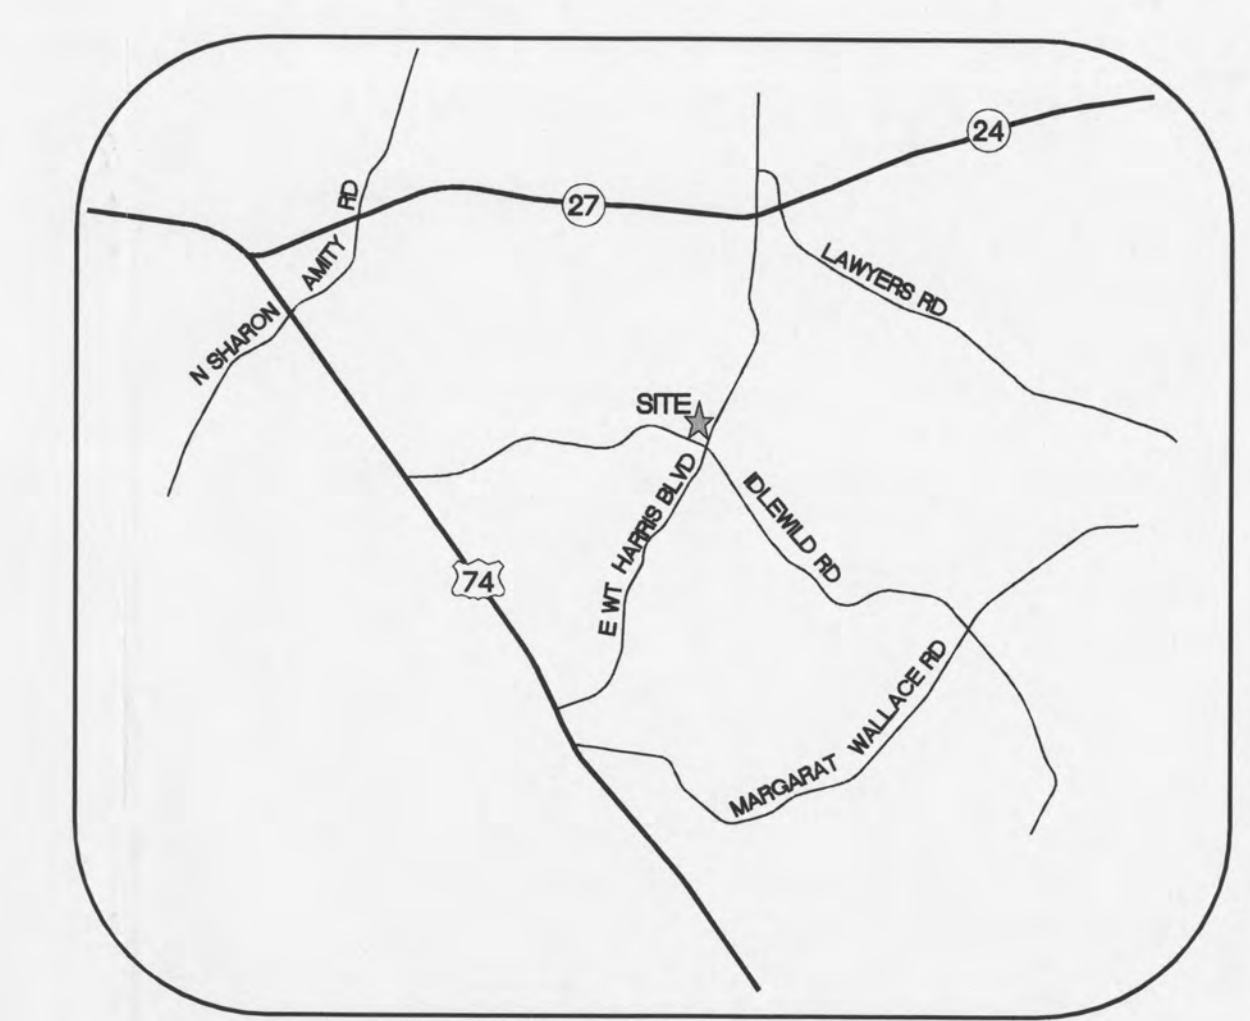 24
27
N SHARON AMITY RD
LAWYERS RD
SITE
E WT HARRIS BLVD
IDLEWILD RD
74
MARGARAT WALLACE RD